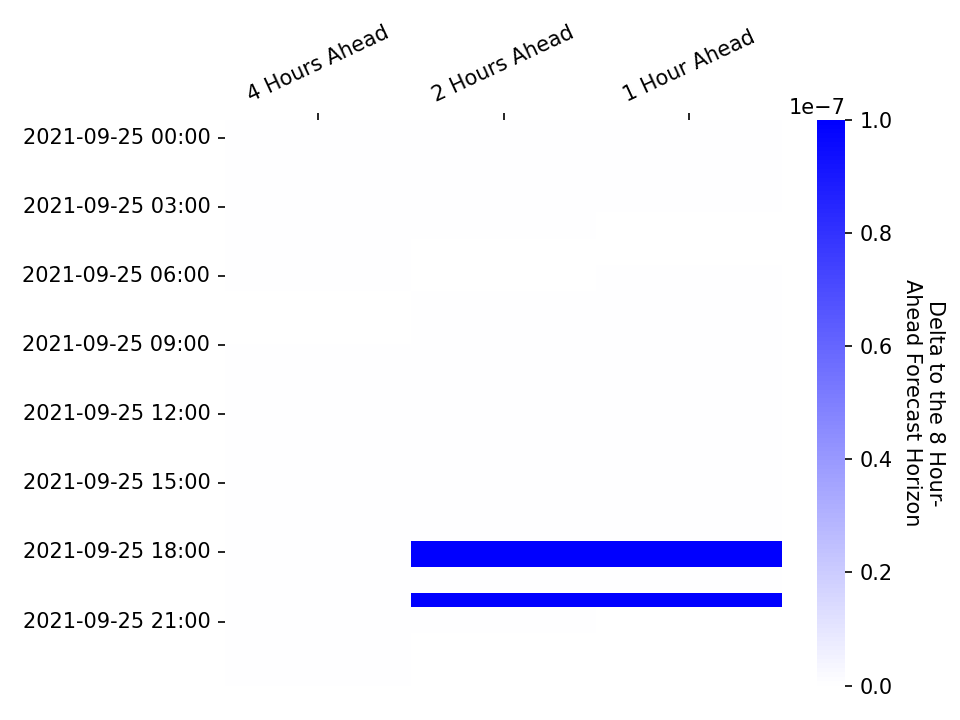 4 Hours Ahead
2 Hours Ahead
1 Hour Ahead
1e−7
2021-09-25 00:00
2021-09-25 03:00
2021-09-25 06:00
2021-09-25 09:00
2021-09-25 12:00
2021-09-25 15:00
2021-09-25 18:00
2021-09-25 21:00
1.0
0.8
0.6
0.4
0.2
0.0
Delta to the 8 Hour-
Ahead Forecast Horizon